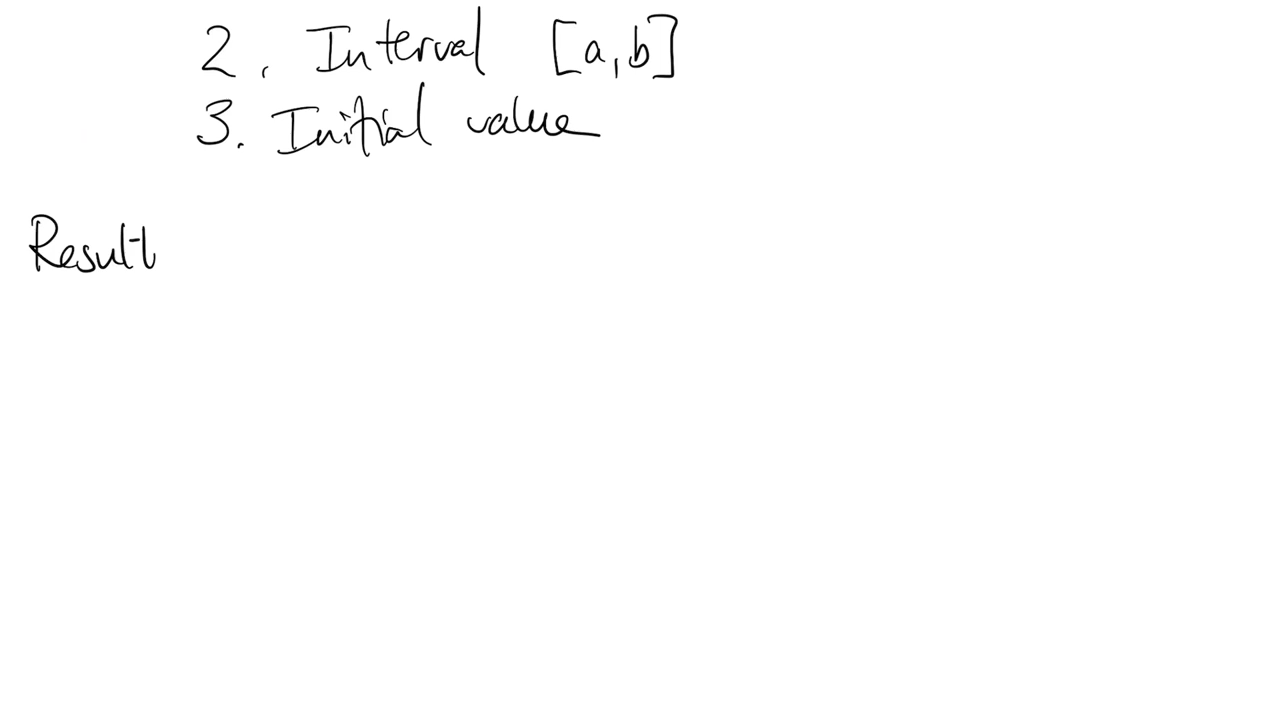 2. Interval [a,b]
3. Initial value
Result